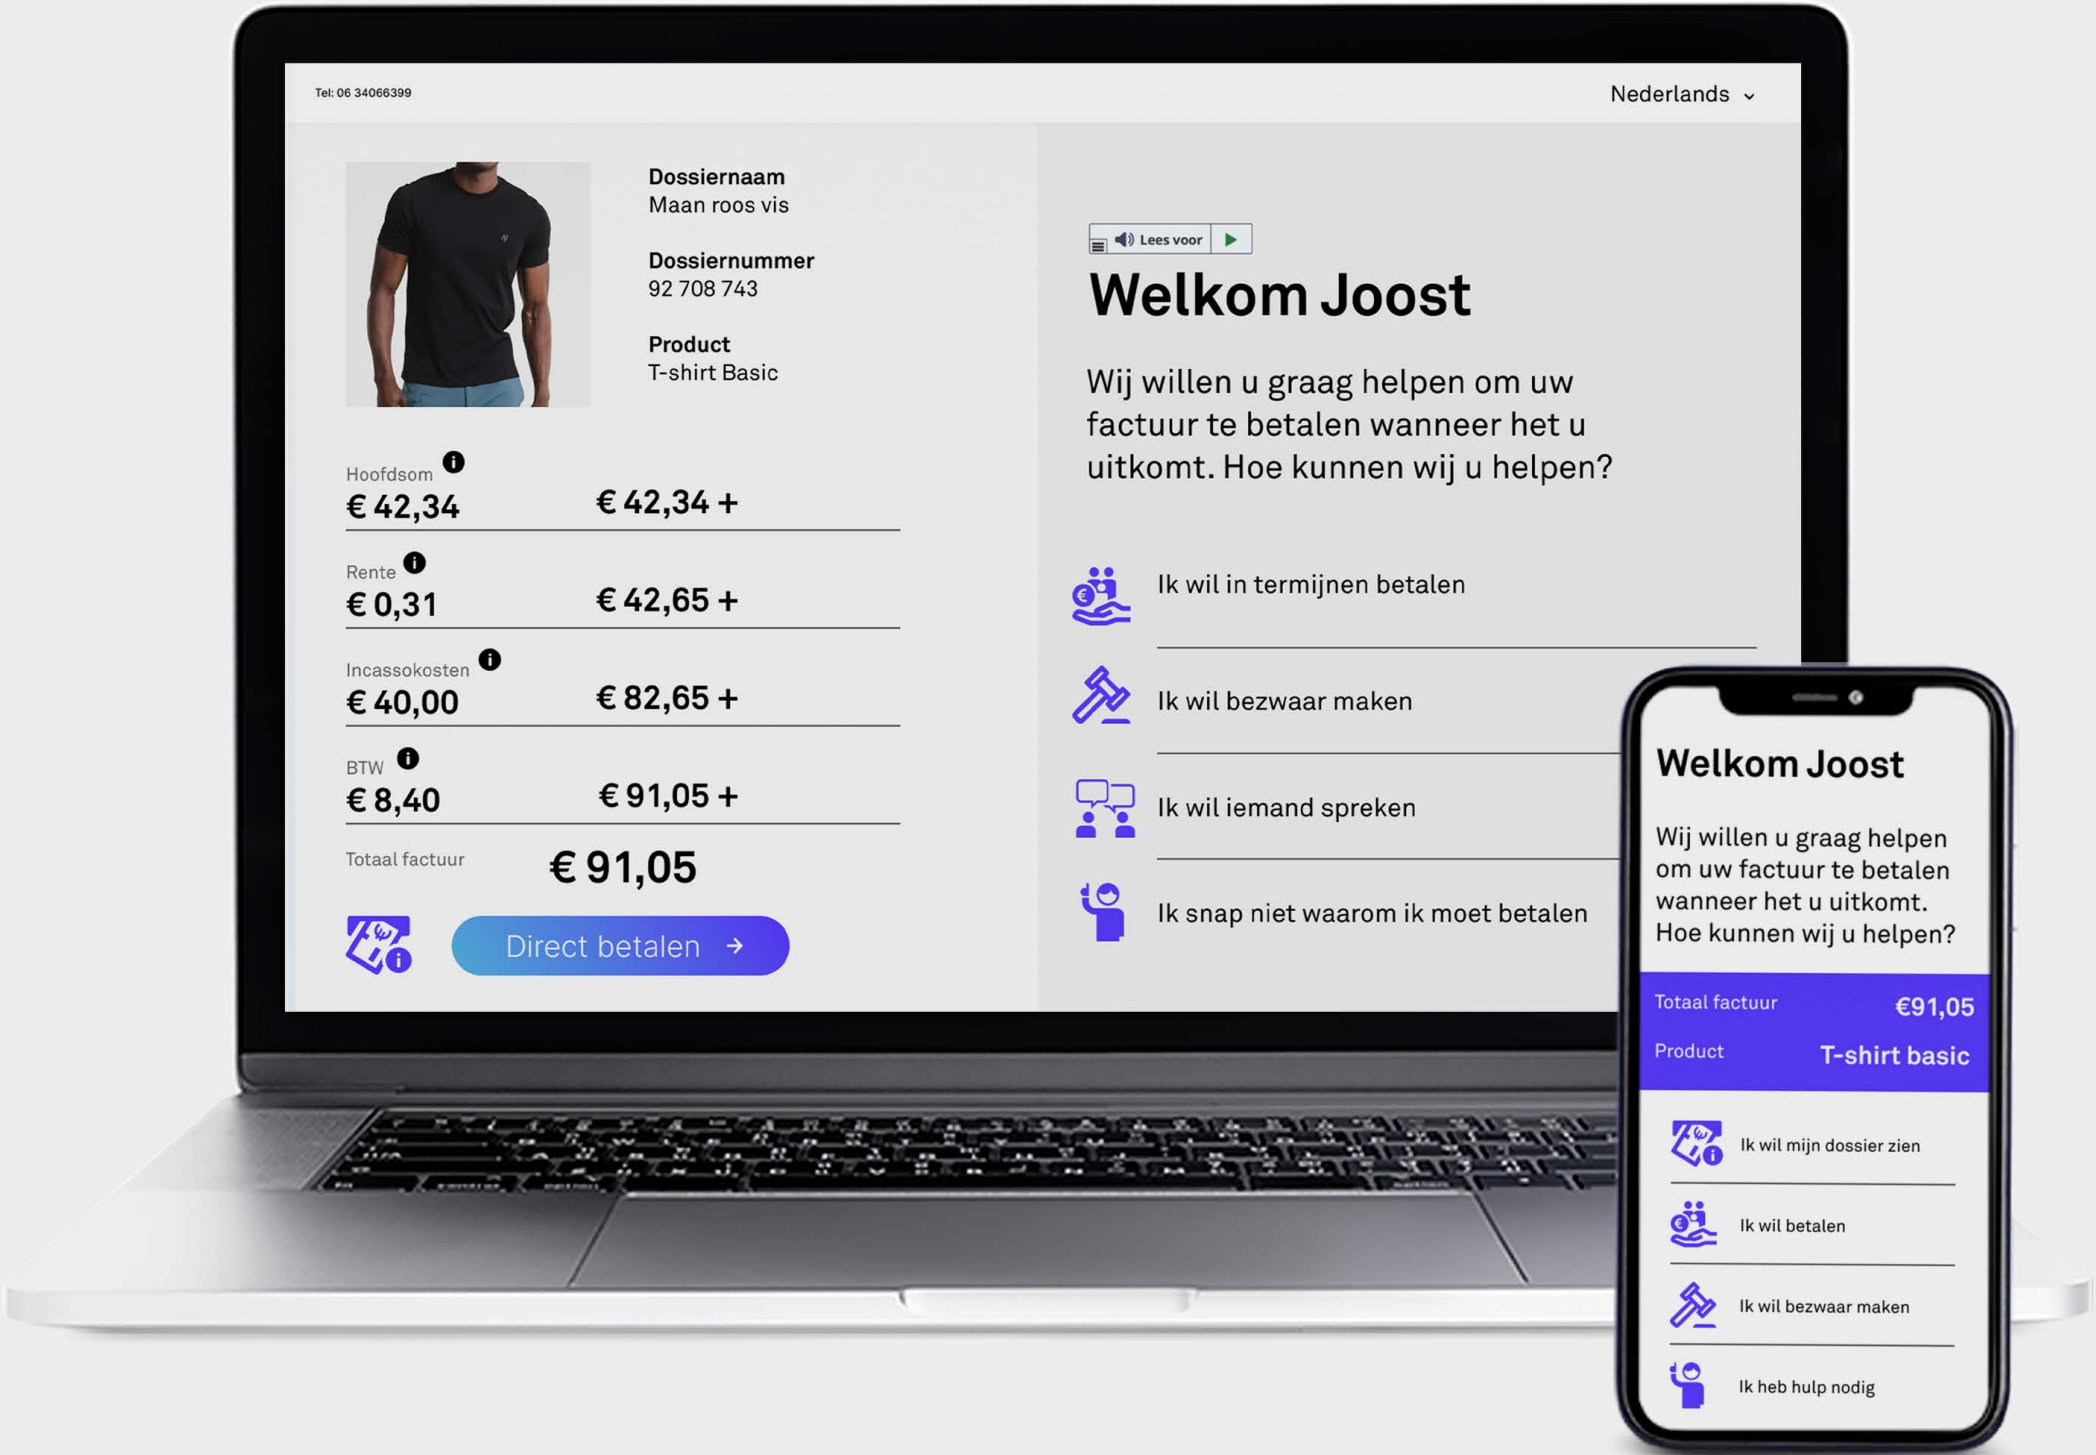 Tel: 06 34066399
Nederlands
Dossiernaam
Maan roos vis
Dossiernummer
92 708 743
Product
T-shirt Basic
Hoofdsom
€ 42,34
€ 42,34 +
Rente
€ 0,31
€ 42,65 +
Incassokosten
€ 40,00
€ 82,65 +
BTW
€ 8,40
€ 91,05 +
Totaal factuur
€ 91,05
Direct betalen →
Lees voor
Welkom Joost
Wij willen u graag helpen om uw
factuur te betalen wanneer het u
uitkomt. Hoe kunnen wij u helpen?
Ik wil in termijnen betalen
Ik wil bezwaar maken
Ik wil iemand spreken
Ik snap niet waarom ik moet betalen
Welkom Joost
Wij willen u graag helpen
om uw factuur te betalen
wanneer het u uitkomt.
Hoe kunnen wij u helpen?
Totaal factuur
€91,05
Product
T-shirt basic
Ik wil mijn dossier zien
Ik wil betalen
Ik wil bezwaar maken
Ik heb hulp nodig